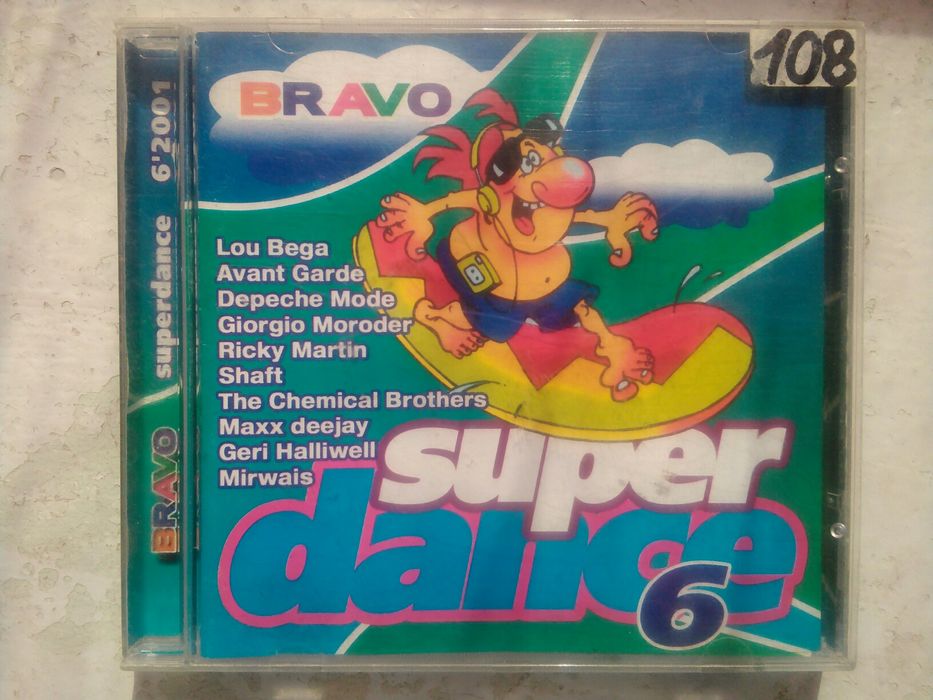 108
BRAVO
Lou Bega
Avant Garde
Depeche Mode
Giorgio Moroder
Ricky Martin
Shaft
The Chemical Brothers
Maxx deejay
Geri Halliwell
Mirwais
super
dance
6
BRAVO superdance 6'2001